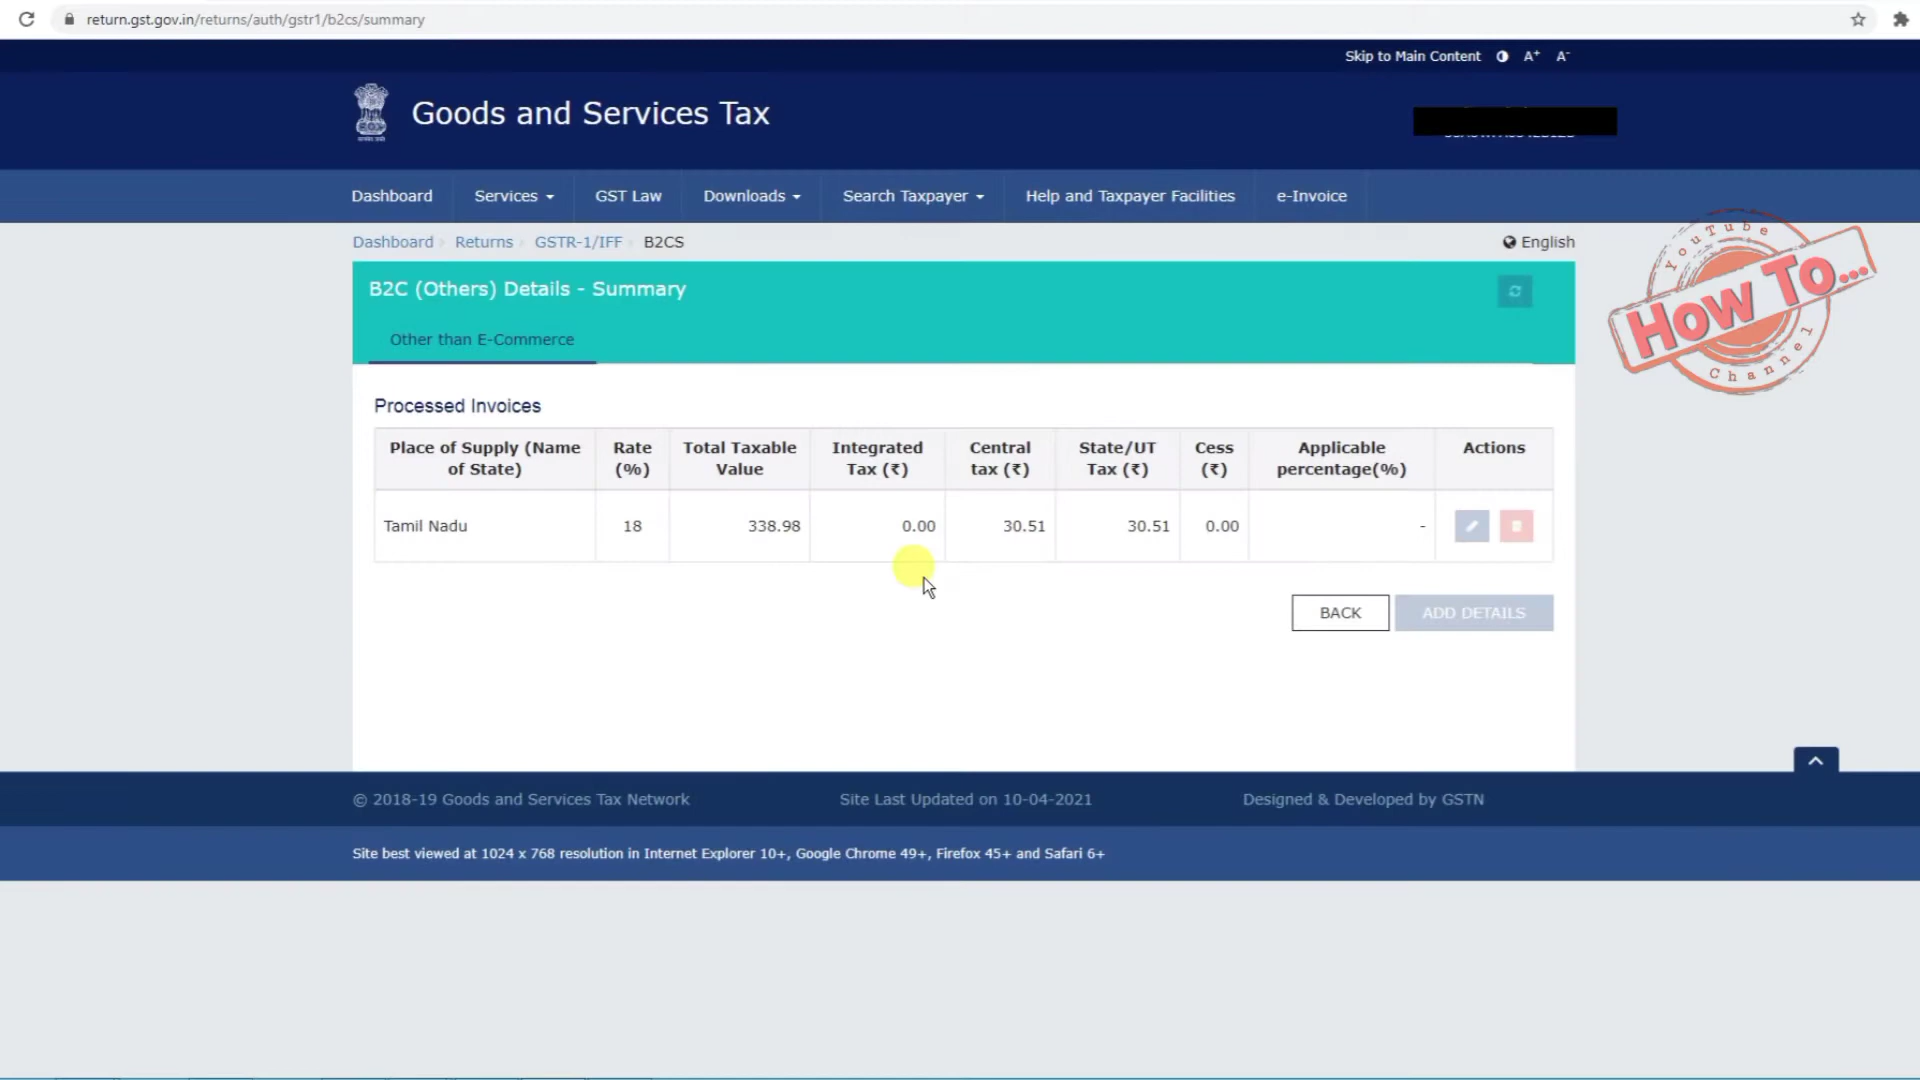 return.gst.gov.in/returns/auth/gstr1/b2cs/summary
Skip to Main Content A+ A-
Goods and Services Tax
Dashboard Services GST Law Downloads Search Taxpayer Help and Taxpayer Facilities e-Invoice
Dashboard Returns GSTR-1/IFF B2CS English
YouTube
How To...
Channel
B2C (Others) Details - Summary
Other than E-Commerce
Processed Invoices
Place of Supply (Name of State) Rate (%) Total Taxable Value Integrated Tax (₹) Central tax (₹) State/UT Tax (₹) Cess (₹) Applicable percentage(%) Actions
Tamil Nadu 18 338.98 0.00 30.51 30.51 0.00 -
BACK ADD DETAILS
© 2018-19 Goods and Services Tax Network Site Last Updated on 10-04-2021 Designed & Developed by GSTN
Site best viewed at 1024 x 768 resolution in Internet Explorer 10+, Google Chrome 49+, Firefox 45+ and Safari 6+